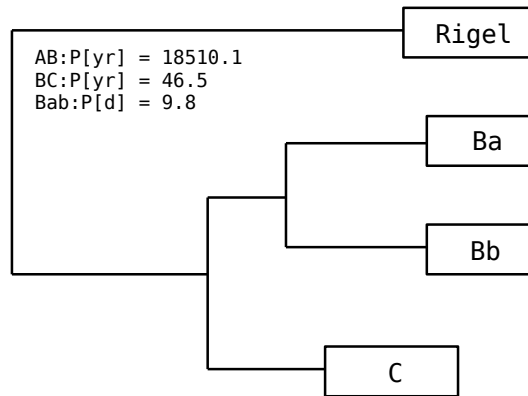 Rigel
AB:P[yr] = 18510.1
BC:P[yr] = 46.5
Bab:P[d] = 9.8
Ba
Bb
C